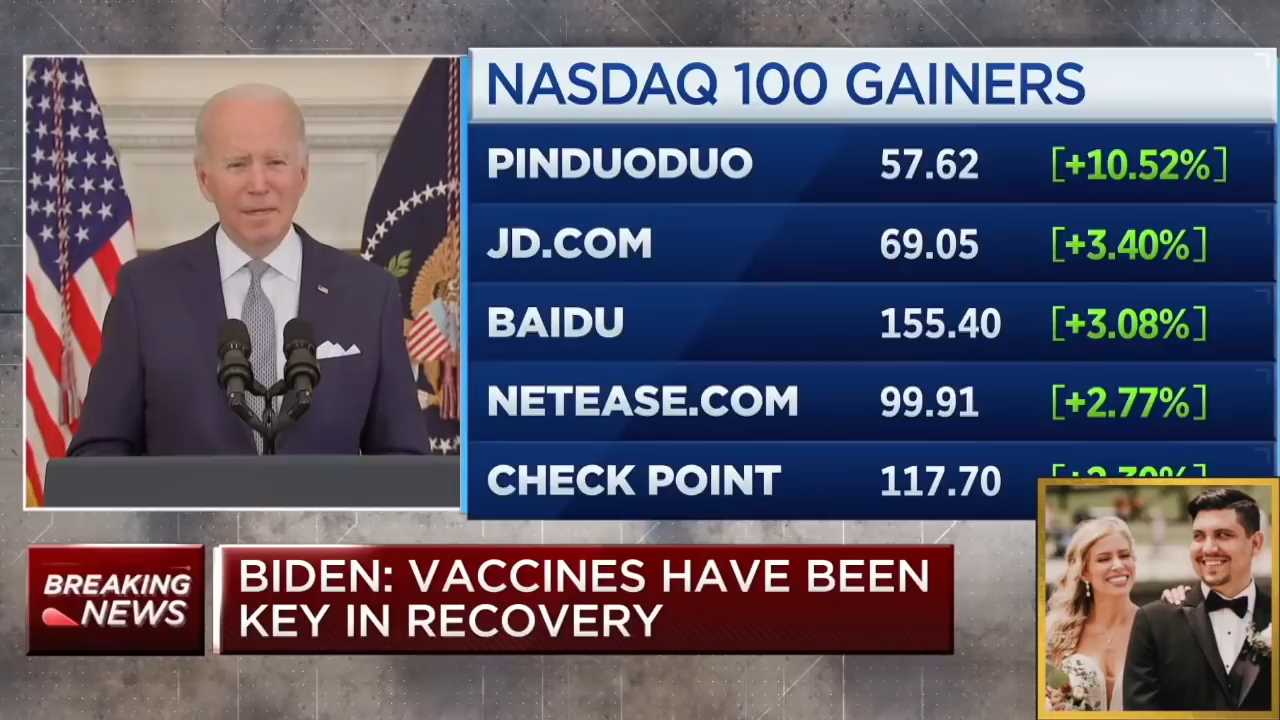 NASDAQ 100 GAINERS
PINDUODUO 57.62 [+10.52%]
JD.COM 69.05 [+3.40%]
BAIDU 155.40 [+3.08%]
NETEASE.COM 99.91 [+2.77%]
CHECK POINT 117.70
BREAKING
NEWS
BIDEN: VACCINES HAVE BEEN
KEY IN RECOVERY